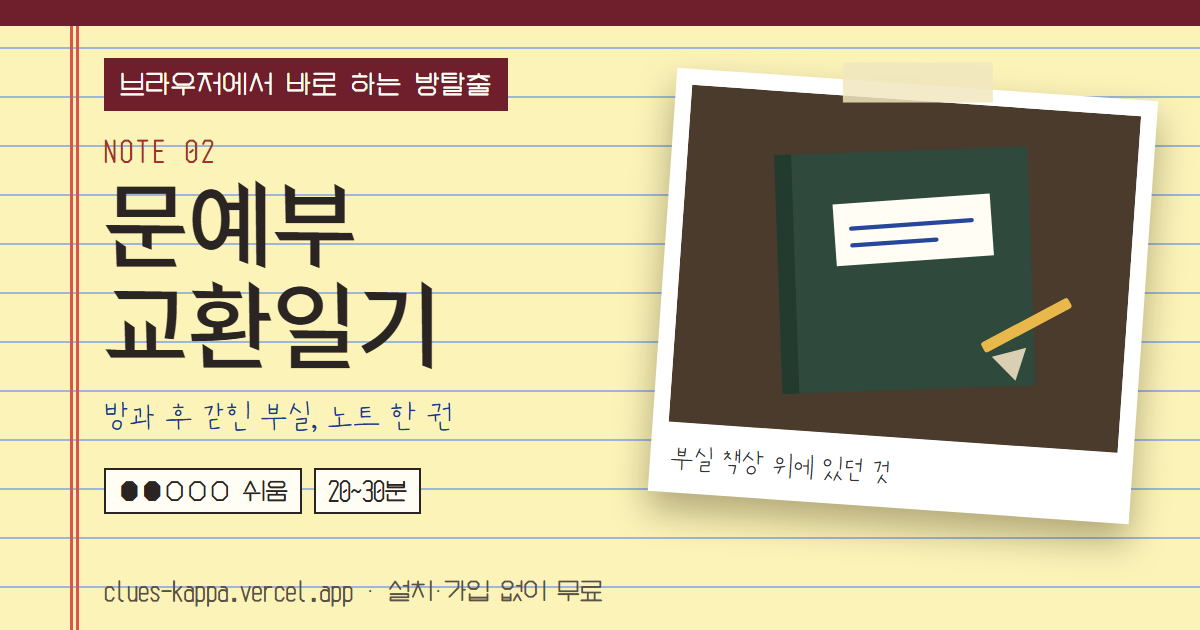 브라우저에서 바로 하는 방탈출
NOTE 02
문예부
교환일기
방과 후 갇힌 부실, 노트 한 권
●●○○○ 쉬움
20~30분
clues-kappa.vercel.app · 설치·가입 없이 무료
부실 책상 위에 있던 것